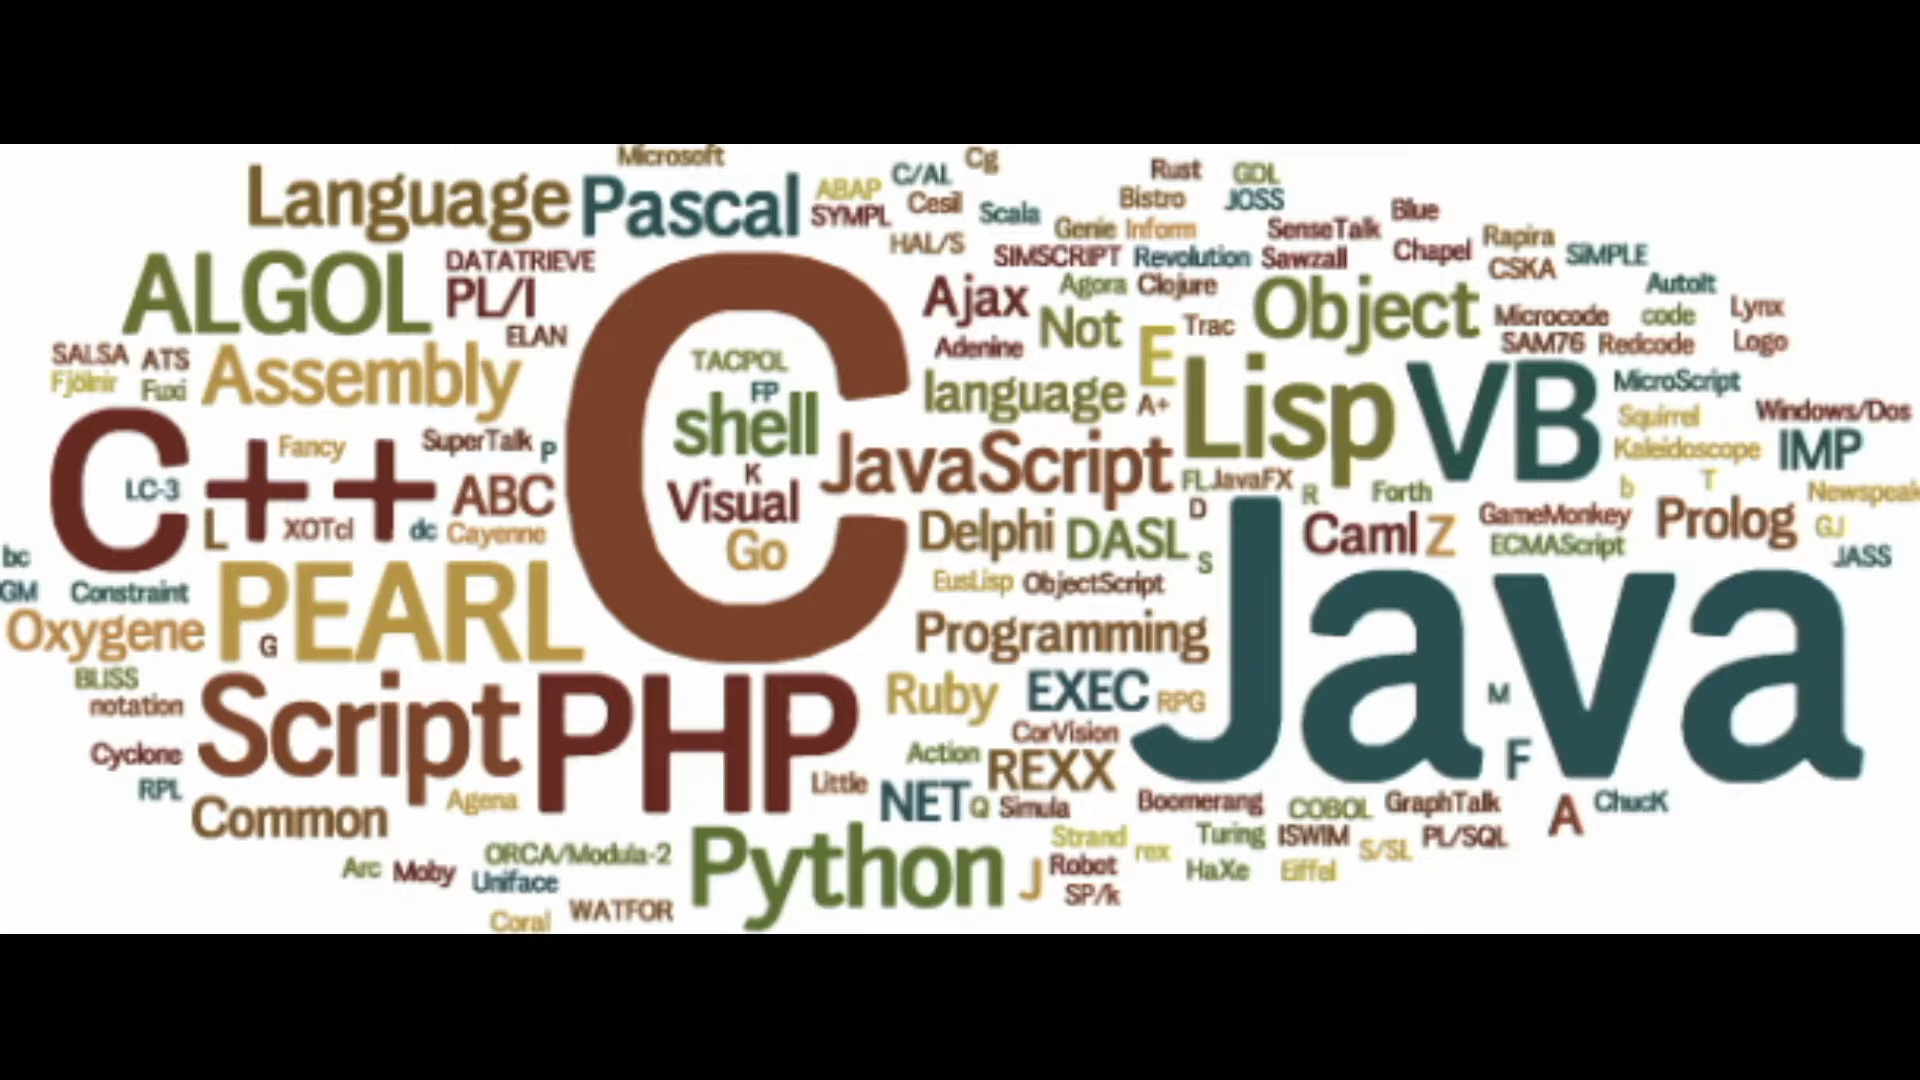 Microsoft
Cg
Language
Pascal
ABAP
C/AL
Rust
GDL
SYMPL
Cesil
Scala
Bistro
JOSS
Blue
HAL/S
Genie
Inform
SenseTalk
Rapira
ALGOL
DATATRIEVE
SIMSCRIPT
Revolution
Sawzall
Chapel
CSKA
SiMPLE
PL/I
C
Ajax
Agora
Clojure
Object
AutoIt
ELAN
Not
E
Trac
Microcode
code
Lynx
SALSA
ATS
Assembly
TACPOL
Adenine
SAM76
Redcode
Logo
Fjölnir
Fuxi
FP
language
A+
Lisp
VB
MicroScript
C++
Fancy
SuperTalk
P
shell
JavaScript
Squirrel
Windows/Dos
LC-3
ABC
K
Kaleidoscope
IMP
L
XOTcl
dc
Cayenne
Visual
FL
JavaFX
R
Forth
b
T
Newspeak
Go
Delphi
DASL
D
S
Caml
Z
GameMonkey
Prolog
GJ
bc
ECMAScript
JASS
GM
Constraint
PEARL
EusLisp
ObjectScript
Java
Oxygene
G
Programming
BLISS
notation
Script
PHP
Ruby
EXEC
RPG
M
Cyclone
CorVision
F
RPL
Action
REXX
Common
Agena
Little
NET
Q
Simula
Boomerang
COBOL
GraphTalk
A
ChucK
Python
Strand
rex
Turing
ISWIM
S/SL
PL/SQL
Arc
Moby
ORCA/Modula-2
Uniface
J
Robot
HaXe
Eiffel
Coral
WATFOR
SP/k